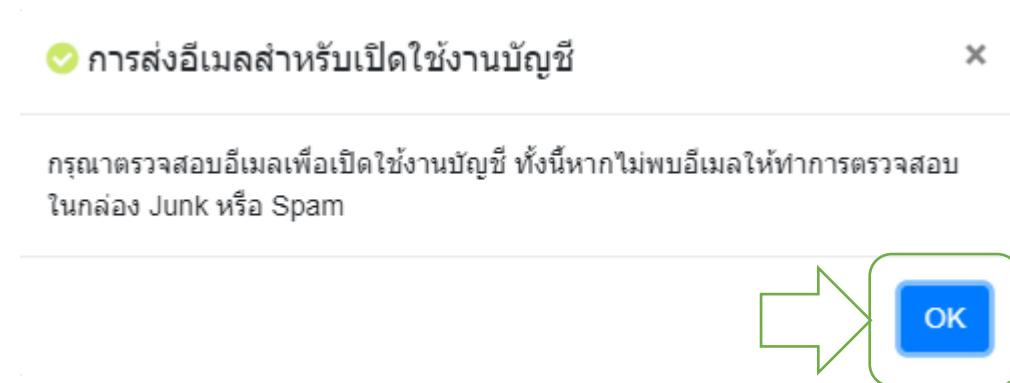 การส่งอีเมลสำหรับเปิดใช้งานบัญชี
×
กรุณาตรวจสอบอีเมลเพื่อเปิดใช้งานบัญชี ทั้งนี้หากไม่พบอีเมลให้ทำการตรวจสอบ
ในกล่อง Junk หรือ Spam
OK